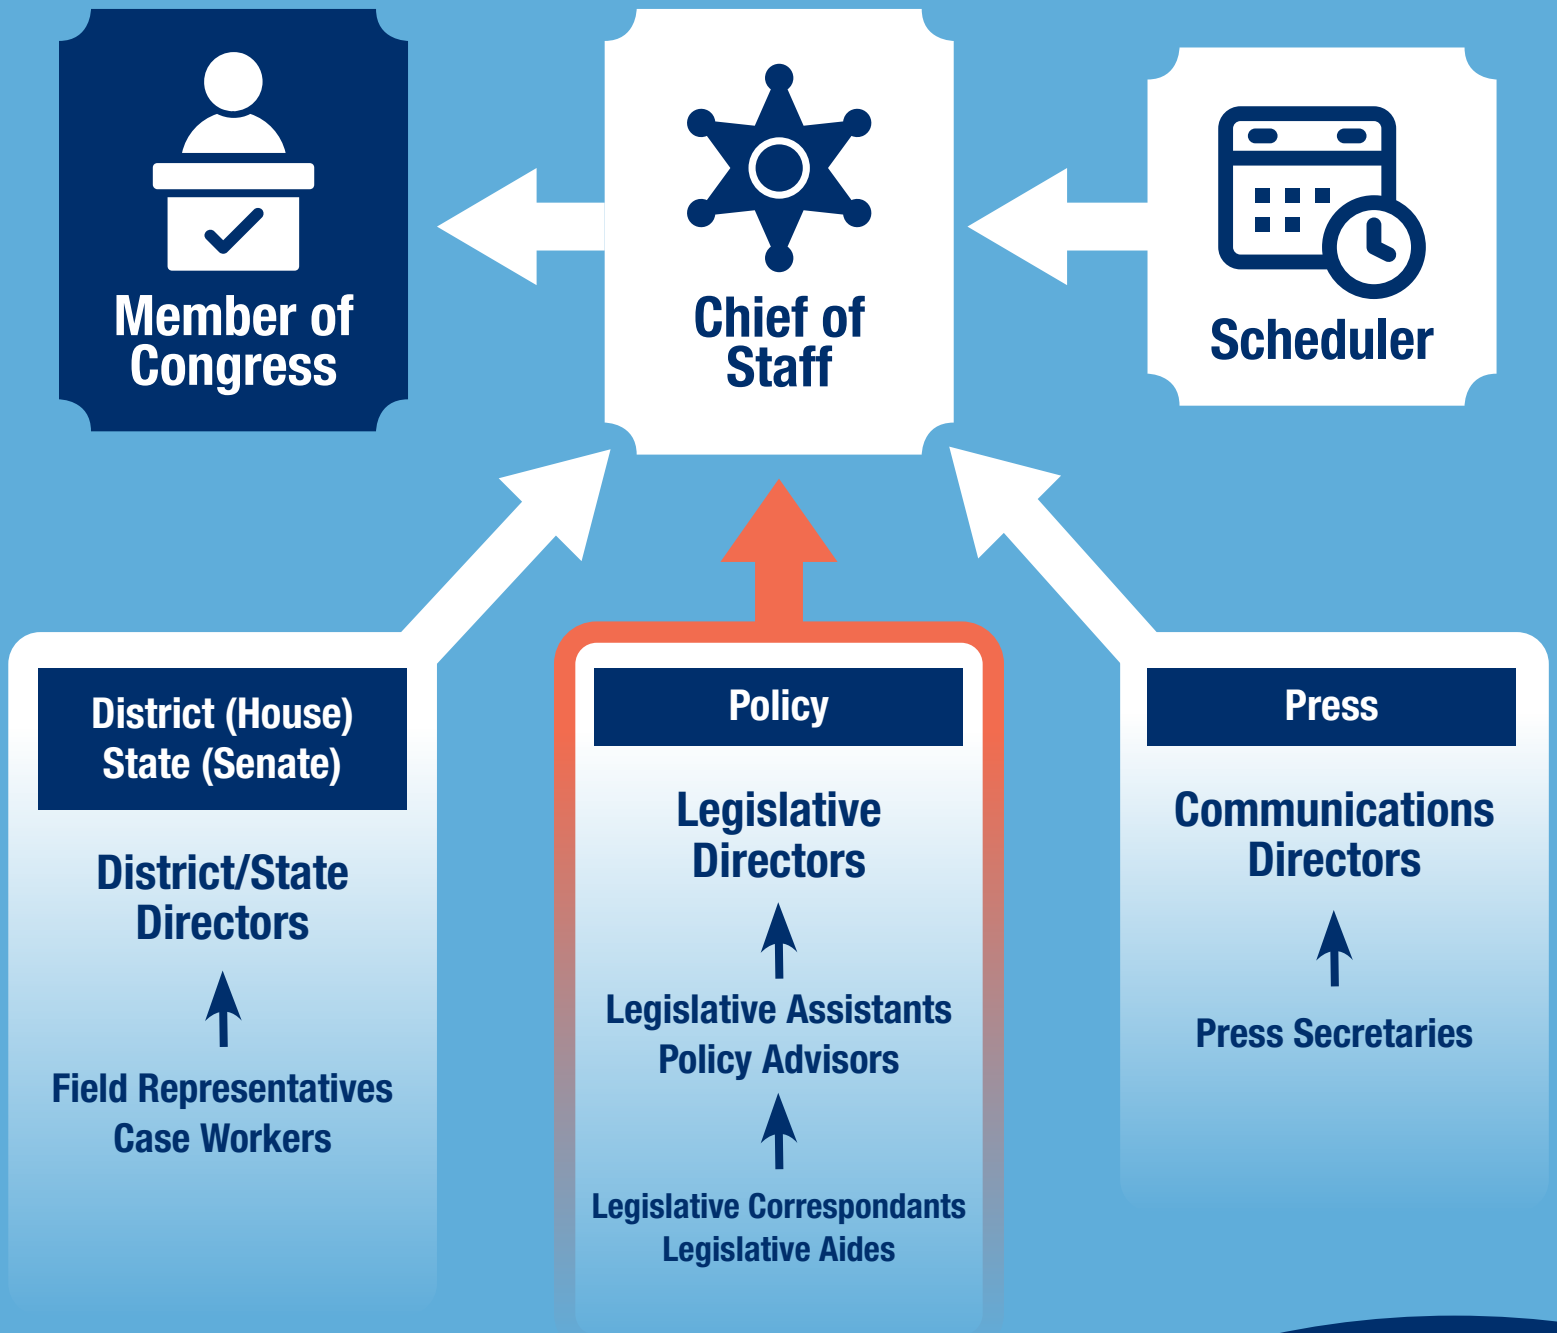 Member of
Congress
Chief of
Staff
Scheduler
District (House)
State (Senate)
District/State
Directors
Field Representatives
Case Workers
Policy
Legislative
Directors
Legislative Assistants
Policy Advisors
Legislative Correspondants
Legislative Aides
Press
Communications
Directors
Press Secretaries